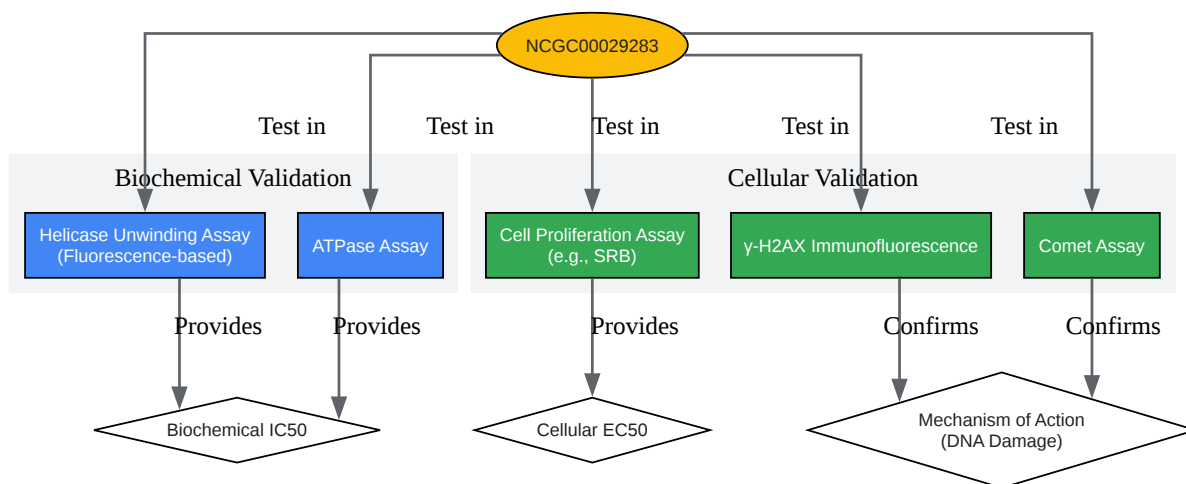 NCGC00029283
Test in
Test in
Test in
Test in
Test in
Biochemical Validation
Cellular Validation
Helicase Unwinding Assay
(Fluorescence-based)
ATPase Assay
Cell Proliferation Assay
(e.g., SRB)
γ-H2AX Immunofluorescence
Comet Assay
Provides
Provides
Provides
Confirms
Confirms
Biochemical IC50
Cellular EC50
Mechanism of Action
(DNA Damage)